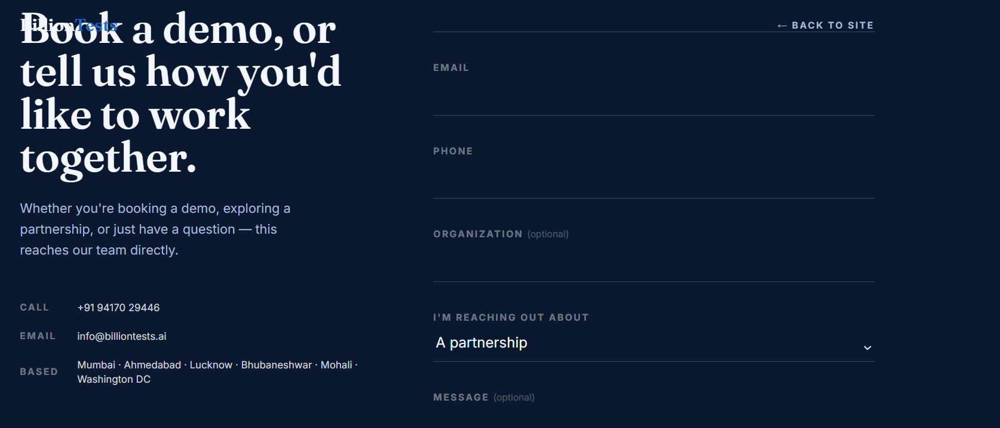 BillionTests
← BACK TO SITE
Book a demo, or
tell us how you'd
like to work
together.
Whether you're booking a demo, exploring a
partnership, or just have a question — this
reaches our team directly.
CALL +91 94170 29446
EMAIL info@billiontests.ai
BASED Mumbai · Ahmedabad · Lucknow · Bhubaneshwar · Mohali ·
Washington DC
EMAIL
PHONE
ORGANIZATION (optional)
I'M REACHING OUT ABOUT
A partnership
MESSAGE (optional)